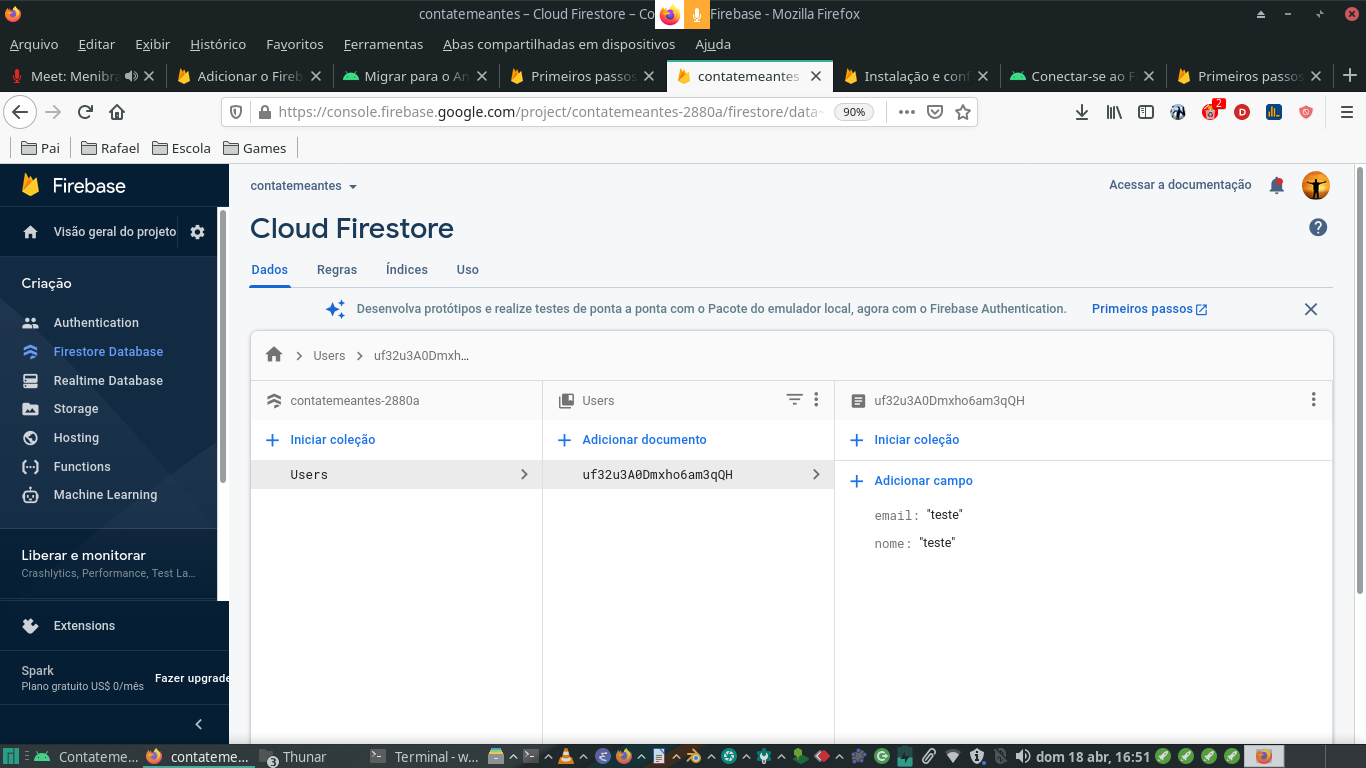 contatemeantes – Cloud Firestore – Co Firebase - Mozilla Firefox
Arquivo Editar Exibir Histórico Favoritos Ferramentas Abas compartilhadas em dispositivos Ajuda
Meet: Menibra Adicionar o Fireb Migrar para o An Primeiros passos contatemeantes Instalação e conf Conectar-se ao F Primeiros passos
https://console.firebase.google.com/project/contatemeantes-2880a/firestore/data~ 90% 2
Pai Rafael Escola Games
Firebase
contatemeantes
Acessar a documentação
Visão geral do projeto
Cloud Firestore
Dados Regras Índices Uso
Criação
Desenvolva protótipos e realize testes de ponta a ponta com o Pacote do emulador local, agora com o Firebase Authentication. Primeiros passos
Authentication
Firestore Database
Realtime Database
Storage
Hosting
Functions
Machine Learning
Liberar e monitorar
Crashlytics, Performance, Test La...
Extensions
Spark
Plano gratuito US$ 0/mês
Fazer upgrade
Users uf32u3A0Dmxh...
contatemeantes-2880a
Iniciar coleção
Users
Users
Adicionar documento
uf32u3A0Dmxho6am3qQH
uf32u3A0Dmxho6am3qQH
Iniciar coleção
Adicionar campo
email: "teste"
nome: "teste"
Contateme... contateme... 3 Thunar Terminal - w... dom 18 abr, 16:51